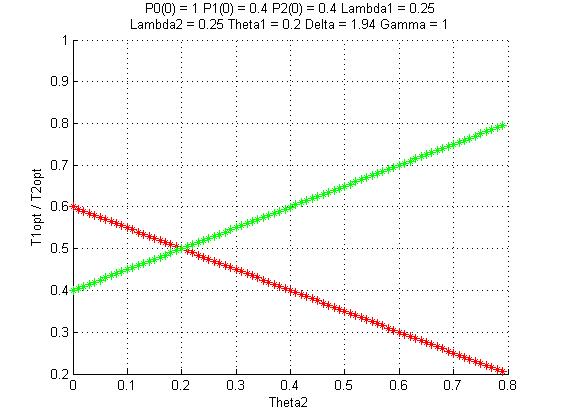 P0(0) = 1 P1(0) = 0.4 P2(0) = 0.4 Lambda1 = 0.25
Lambda2 = 0.25 Theta1 = 0.2 Delta = 1.94 Gamma = 1
1
0.9
0.8
0.7
0.6
0.5
0.4
0.3
0.2
T1opt / T2opt
0 0.1 0.2 0.3 0.4 0.5 0.6 0.7 0.8
Theta2